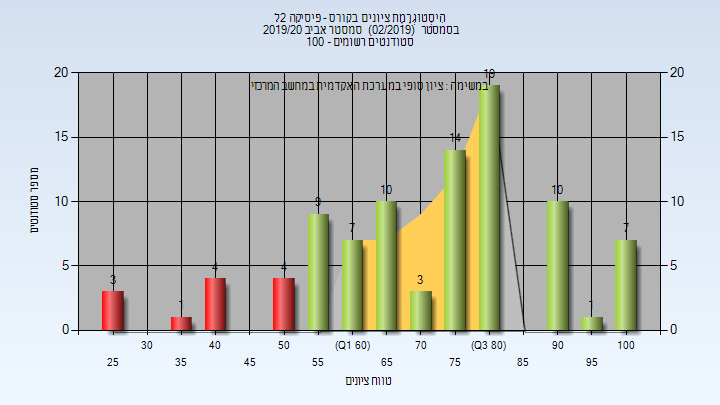 היסטוגרמת ציונים בקורס - פיסיקה 2ל
בסמסטר (02/2019) סמסטר אביב 2019/20
סטודנטים רשומים - 100
במשימה : ציון סופי במערכת האקדמית במחשב המרכזי
מספר סטודנטים
20 20
15 15
10 10
5 5
0 0
3 1 4 4 9 7 10 3 14 19 10 1 7
30 40 50 (Q1 60) 70 (Q3 80) 90 100
25 35 45 55 65 75 85 95
טווח ציונים